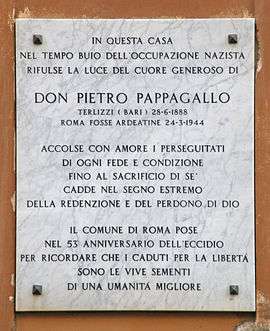 IN QUESTA CASA
NEL TEMPO BUIO DELL'OCCUPAZIONE NAZISTA
RIFULSE LA LUCE DEL CUORE GENEROSO DI
DON PIETRO PAPPAGALLO
TERLIZZI (BARI) 28-6-1888
ROMA FOSSE ARDEATINE 24-3-1944
ACCOLSE CON AMORE I PERSEGUITATI
DI OGNI FEDE E CONDIZIONE
FINO AL SACRIFICIO DI SE'
CADDE NEL SEGNO ESTREMO
DELLA REDENZIONE E DEL PERDONO DI DIO
IL COMUNE DI ROMA POSE
NEL 53° ANNIVERSARIO DELL'ECCIDIO
PER RICORDARE CHE I CADUTI PER LA LIBERTÀ
SONO LE VIVE SEMENTI
DI UNA UMANITÀ MIGLIORE